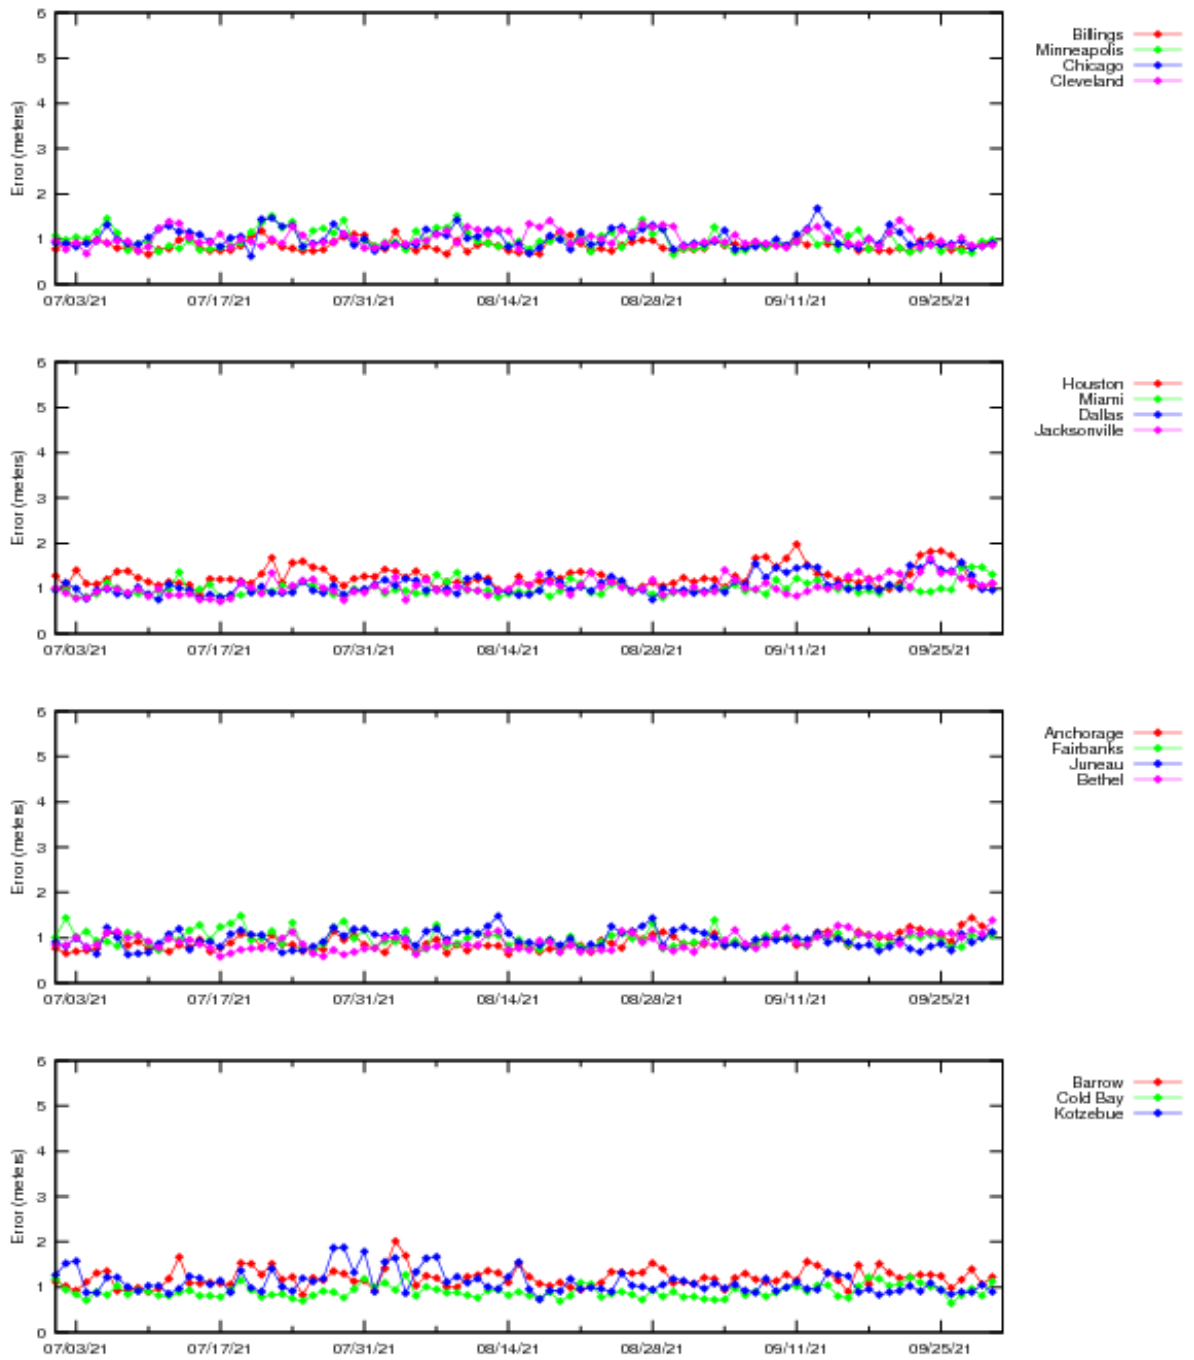 6
5
4
3
2
1
0
Error (meters)
07/03/21 07/17/21 07/31/21 08/14/21 08/28/21 09/11/21 09/25/21
Billings
Minneapolis
Chicago
Cleveland
6
5
4
3
2
1
0
Error (meters)
07/03/21 07/17/21 07/31/21 08/14/21 08/28/21 09/11/21 09/25/21
Houston
Miami
Dallas
Jacksonville
6
5
4
3
2
1
0
Error (meters)
07/03/21 07/17/21 07/31/21 08/14/21 08/28/21 09/11/21 09/25/21
Anchorage
Fairbanks
Juneau
Bethel
6
5
4
3
2
1
0
Error (meters)
07/03/21 07/17/21 07/31/21 08/14/21 08/28/21 09/11/21 09/25/21
Barrow
Cold Bay
Kotzebue